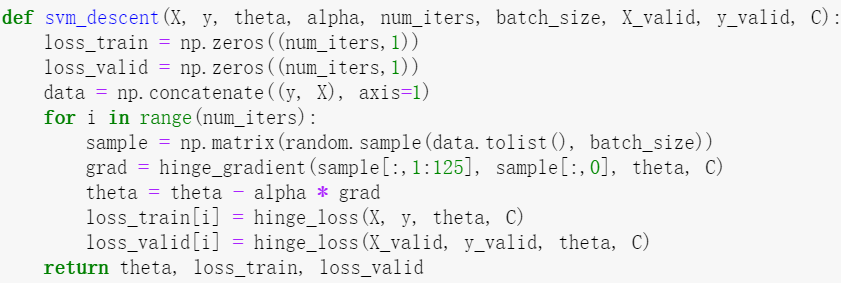 def svm_descent(X, y, theta, alpha, num_iters, batch_size, X_valid, y_valid, C):
    loss_train = np.zeros((num_iters,1))
    loss_valid = np.zeros((num_iters,1))
    data = np.concatenate((y, X), axis=1)
    for i in range(num_iters):
        sample = np.matrix(random.sample(data.tolist(), batch_size))
        grad = hinge_gradient(sample[:,1:125], sample[:,0], theta, C)
        theta = theta - alpha * grad
        loss_train[i] = hinge_loss(X, y, theta, C)
        loss_valid[i] = hinge_loss(X_valid, y_valid, theta, C)
    return theta, loss_train, loss_valid